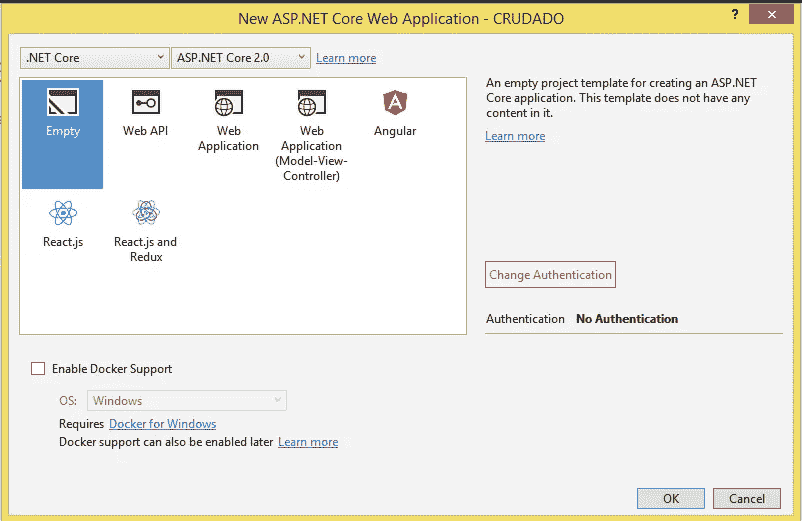 New ASP.NET Core Web Application - CRUDADO
?
.NET Core
ASP.NET Core 2.0
Learn more
Empty
Web API
Web
Application
Web
Application
(Model-View-
Controller)
Angular
React.js
React.js and
Redux
An empty project template for creating an ASP.NET
Core application. This template does not have any
content in it.
Learn more
Change Authentication
Authentication No Authentication
Enable Docker Support
OS: Windows
Requires Docker for Windows
Docker support can also be enabled later Learn more
OK
Cancel